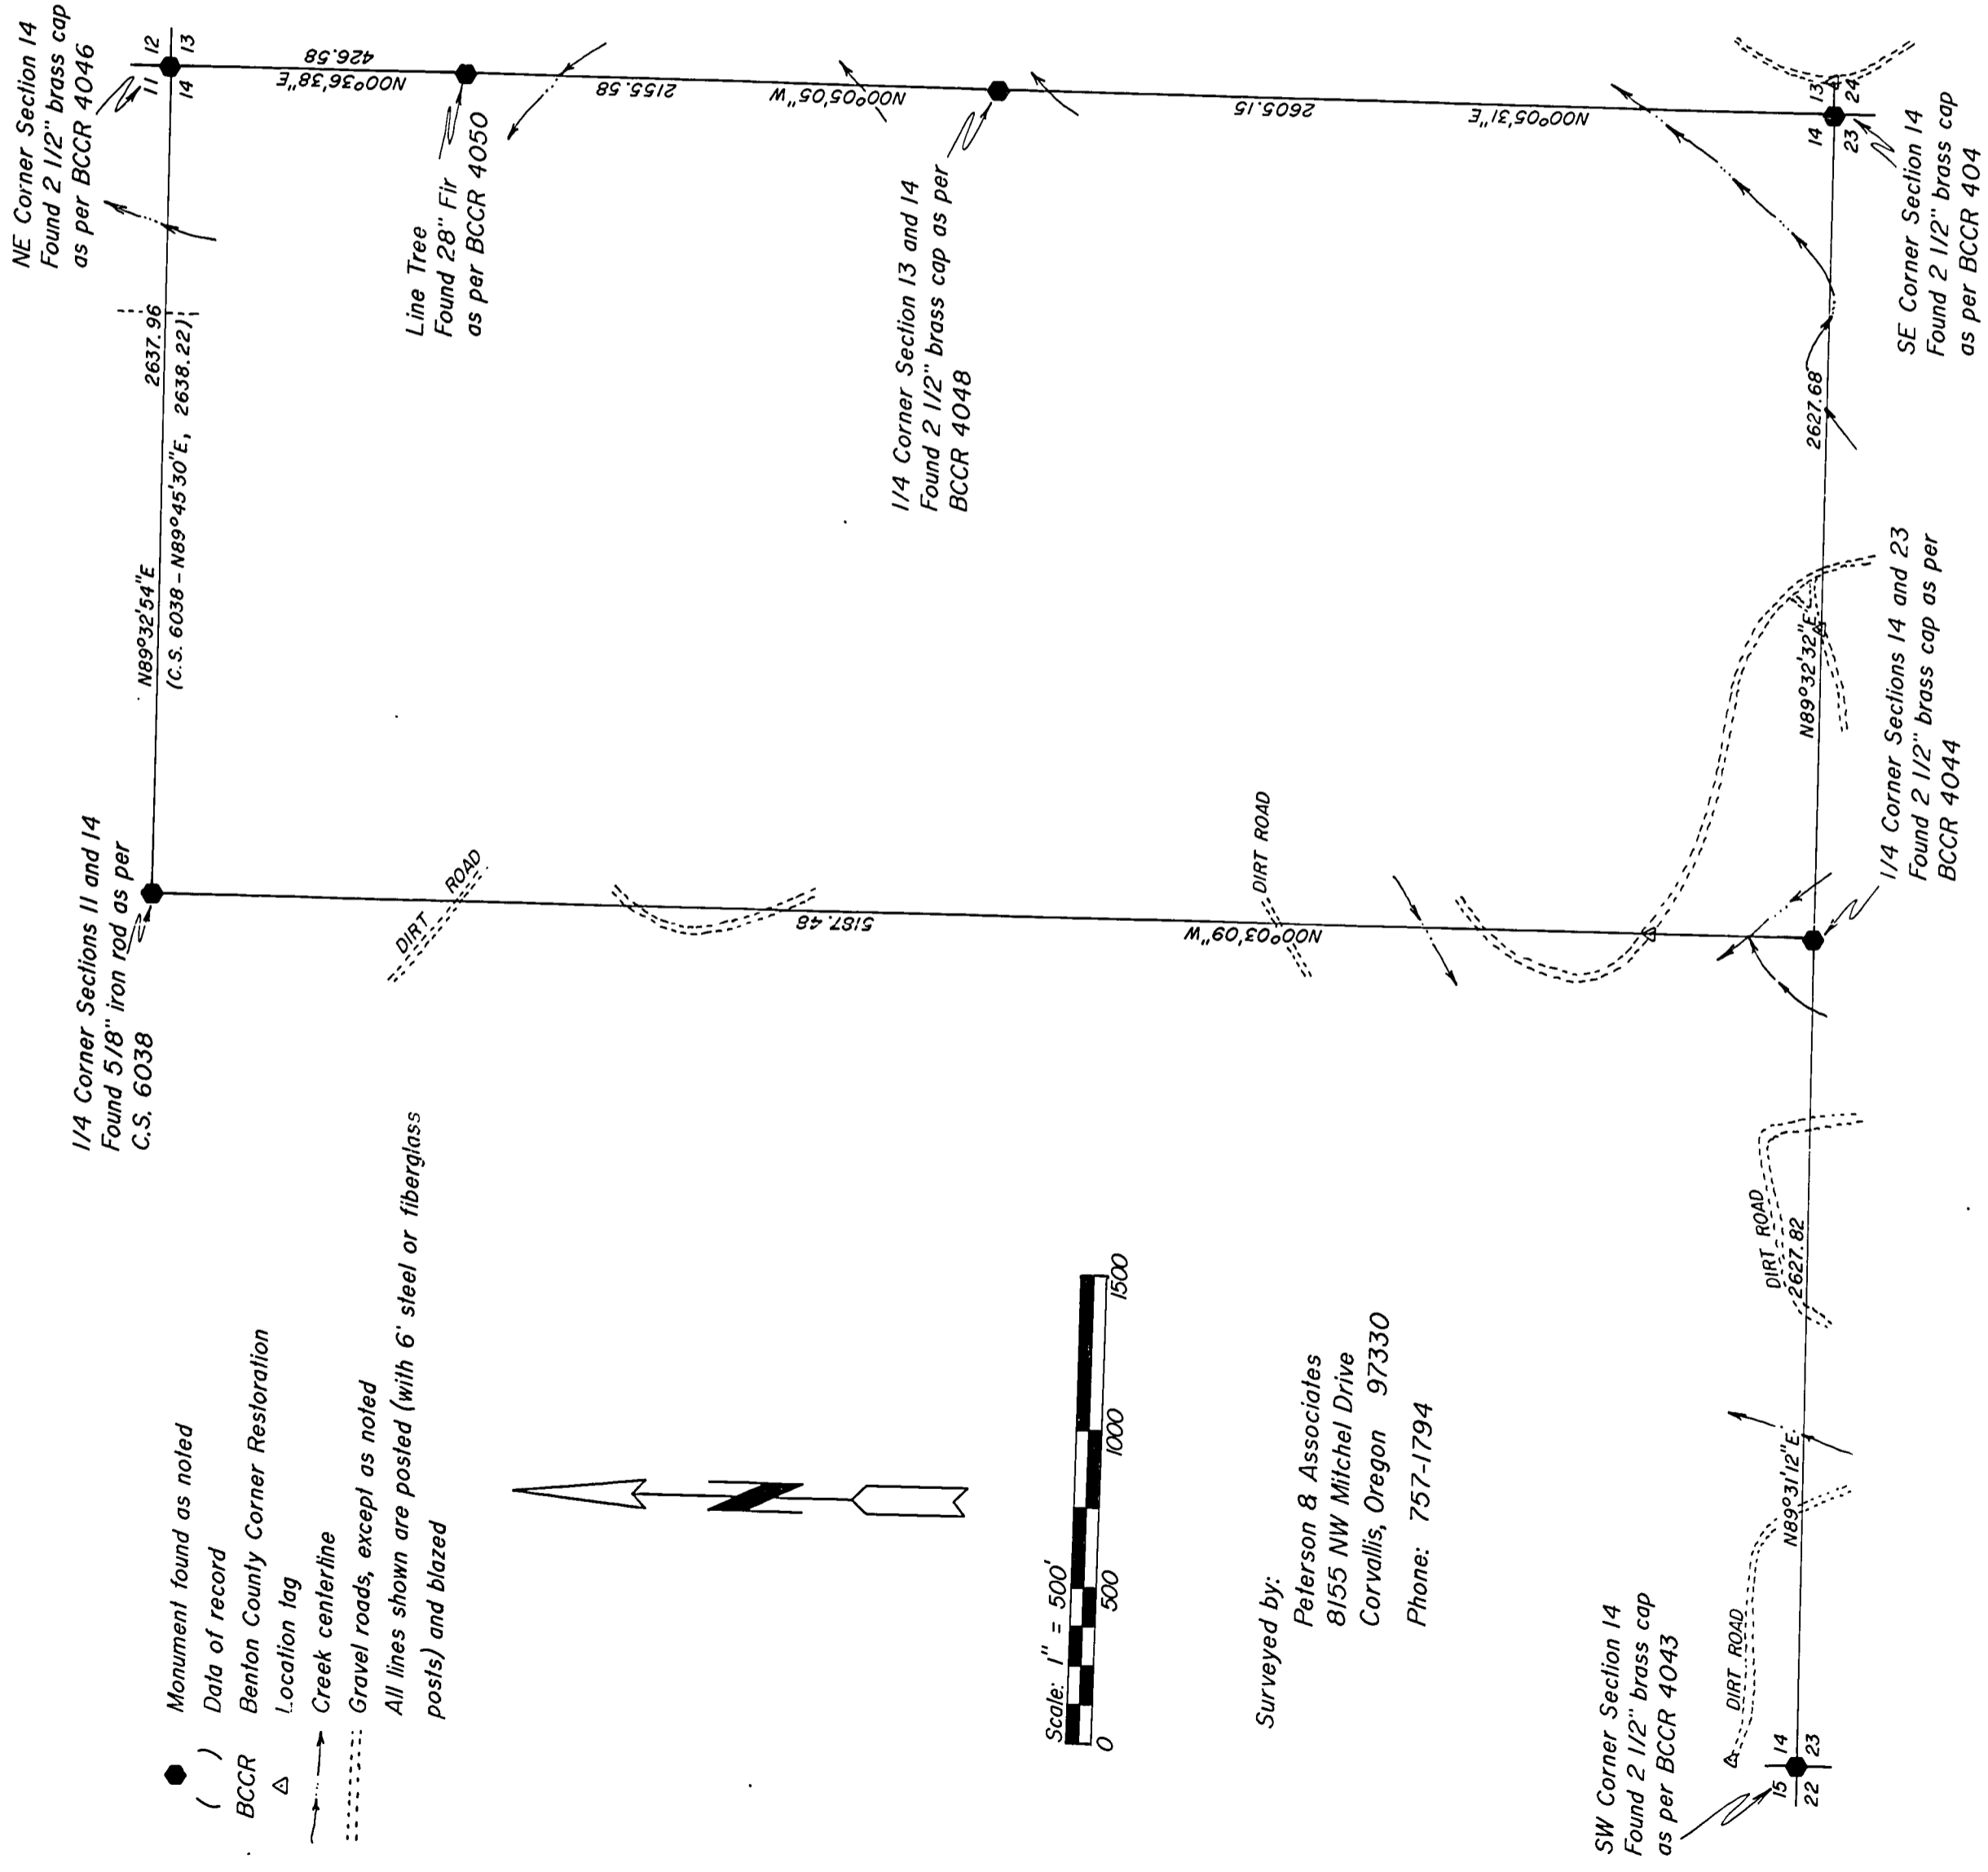 NE Corner Section 14
Found 2 1/2" brass cap
as per BCCR 4046
11 12
14 13
426.58
N00°36'38"E
Line Tree
Found 28" Fir
as per BCCR 4050
2155.58
N00°05'05"W
1/4 Corner Section 13 and 14
Found 2 1/2" brass cap as per
BCCR 4048
2605.15
N00°05'31"E
14 13
23 24
SE Corner Section 14
Found 2 1/2" brass cap
as per BCCR 404
2637.96
N89°32'54"E
(C.S. 6038 - N89°45'30"E, 2638.22)
1/4 Corner Sections 11 and 14
Found 5/8" iron rod as per
C.S. 6038
DIRT ROAD
5187.48
DIRT ROAD
N00°03'09"W
2627.68
N89°32'32"E
1/4 Corner Sections 14 and 23
Found 2 1/2" brass cap as per
BCCR 4044
DIRT ROAD
2627.82
N89°31'12"E
DIRT ROAD
15 14
22 23
SW Corner Section 14
Found 2 1/2" brass cap
as per BCCR 4043
Monument found as noted
( ) Data of record
BCCR Benton County Corner Restoration
Location tag
Creek centerline
Gravel roads, except as noted
All lines shown are posted (with 6' steel or fiberglass
posts) and blazed
N
Scale: 1" = 500'
0 500 1000 1500
Surveyed by:
Peterson & Associates
8155 NW Mitchel Drive
Corvallis, Oregon 97330
Phone: 757-1794